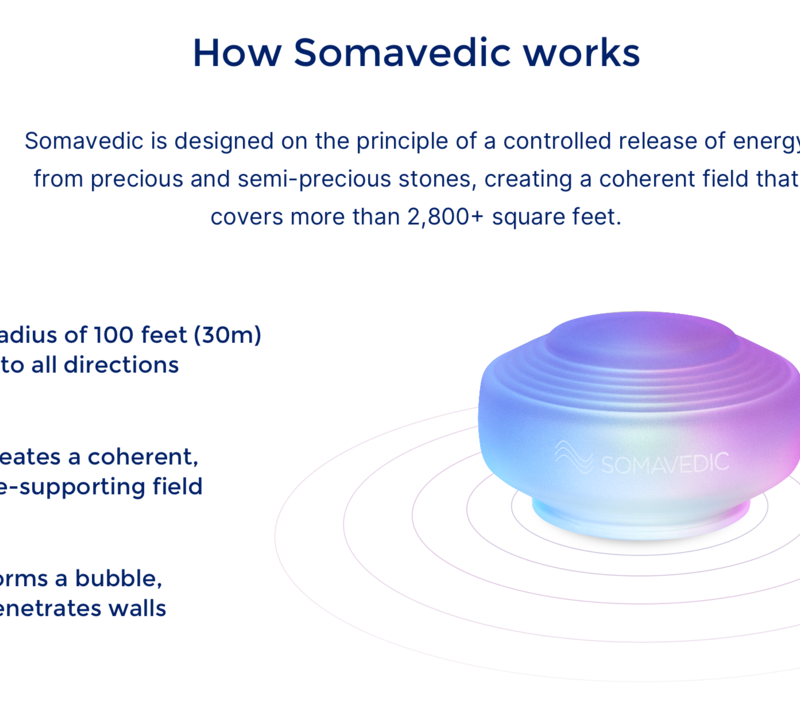 How Somavedic works
Somavedic is designed on the principle of a controlled release of energy
from precious and semi-precious stones, creating a coherent field that
covers more than 2,800+ square feet.
adius of 100 feet (30m)
to all directions
eates a coherent,
e-supporting field
orms a bubble,
enetrates walls
SOMAVEDIC